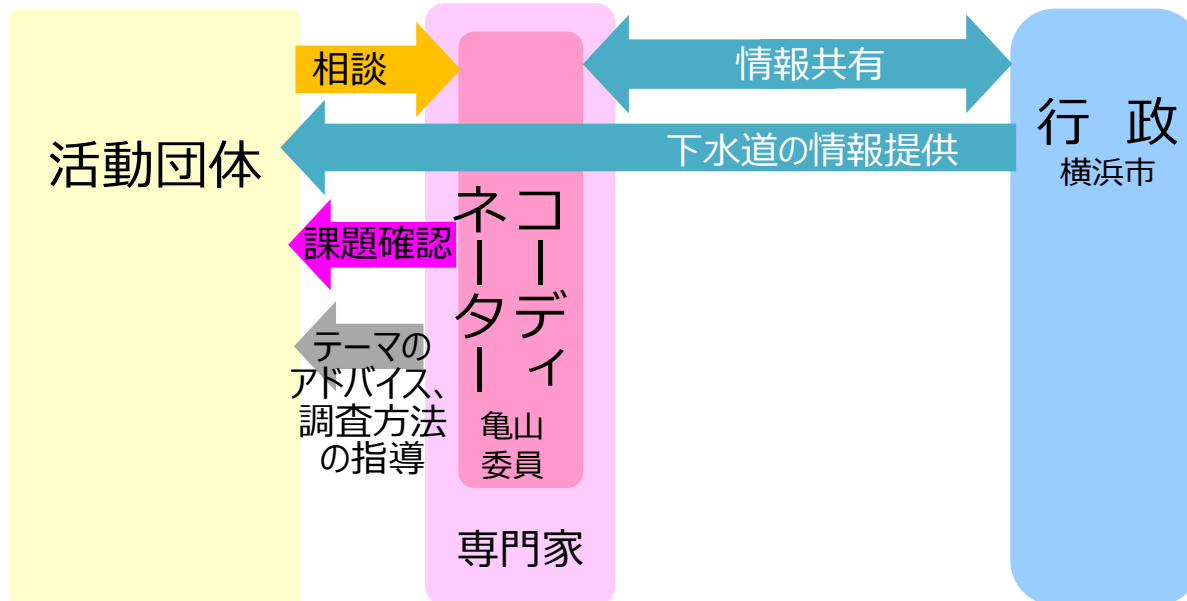 活動団体
相談
情報共有
下水道の情報提供
行 政
横浜市
課題確認
テーマの
アドバイス、
調査方法
の指導
コーディ
ネーター
亀山
委員
専門家